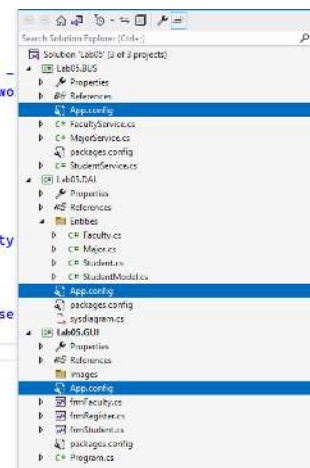 Search Solution Explorer (Ctrl+;)
Solution 'Lab05' (3 of 3 projects)
Lab05.BUS
Properties
References
App.config
C# FacultyService.cs
C# MajorService.cs
packages.config
C# StudentService.cs
Lab05.DAL
Properties
References
Entities
C# Faculty.cs
C# Major.cs
C# Student.cs
C# StudentModel.cs
App.config
packages.config
sysdiagram.cs
Lab05.GUI
Properties
References
Images
App.config
frmFaculty.cs
frmRegister.cs
frmStudent.cs
packages.config
C# Program.cs
wo
ty
se